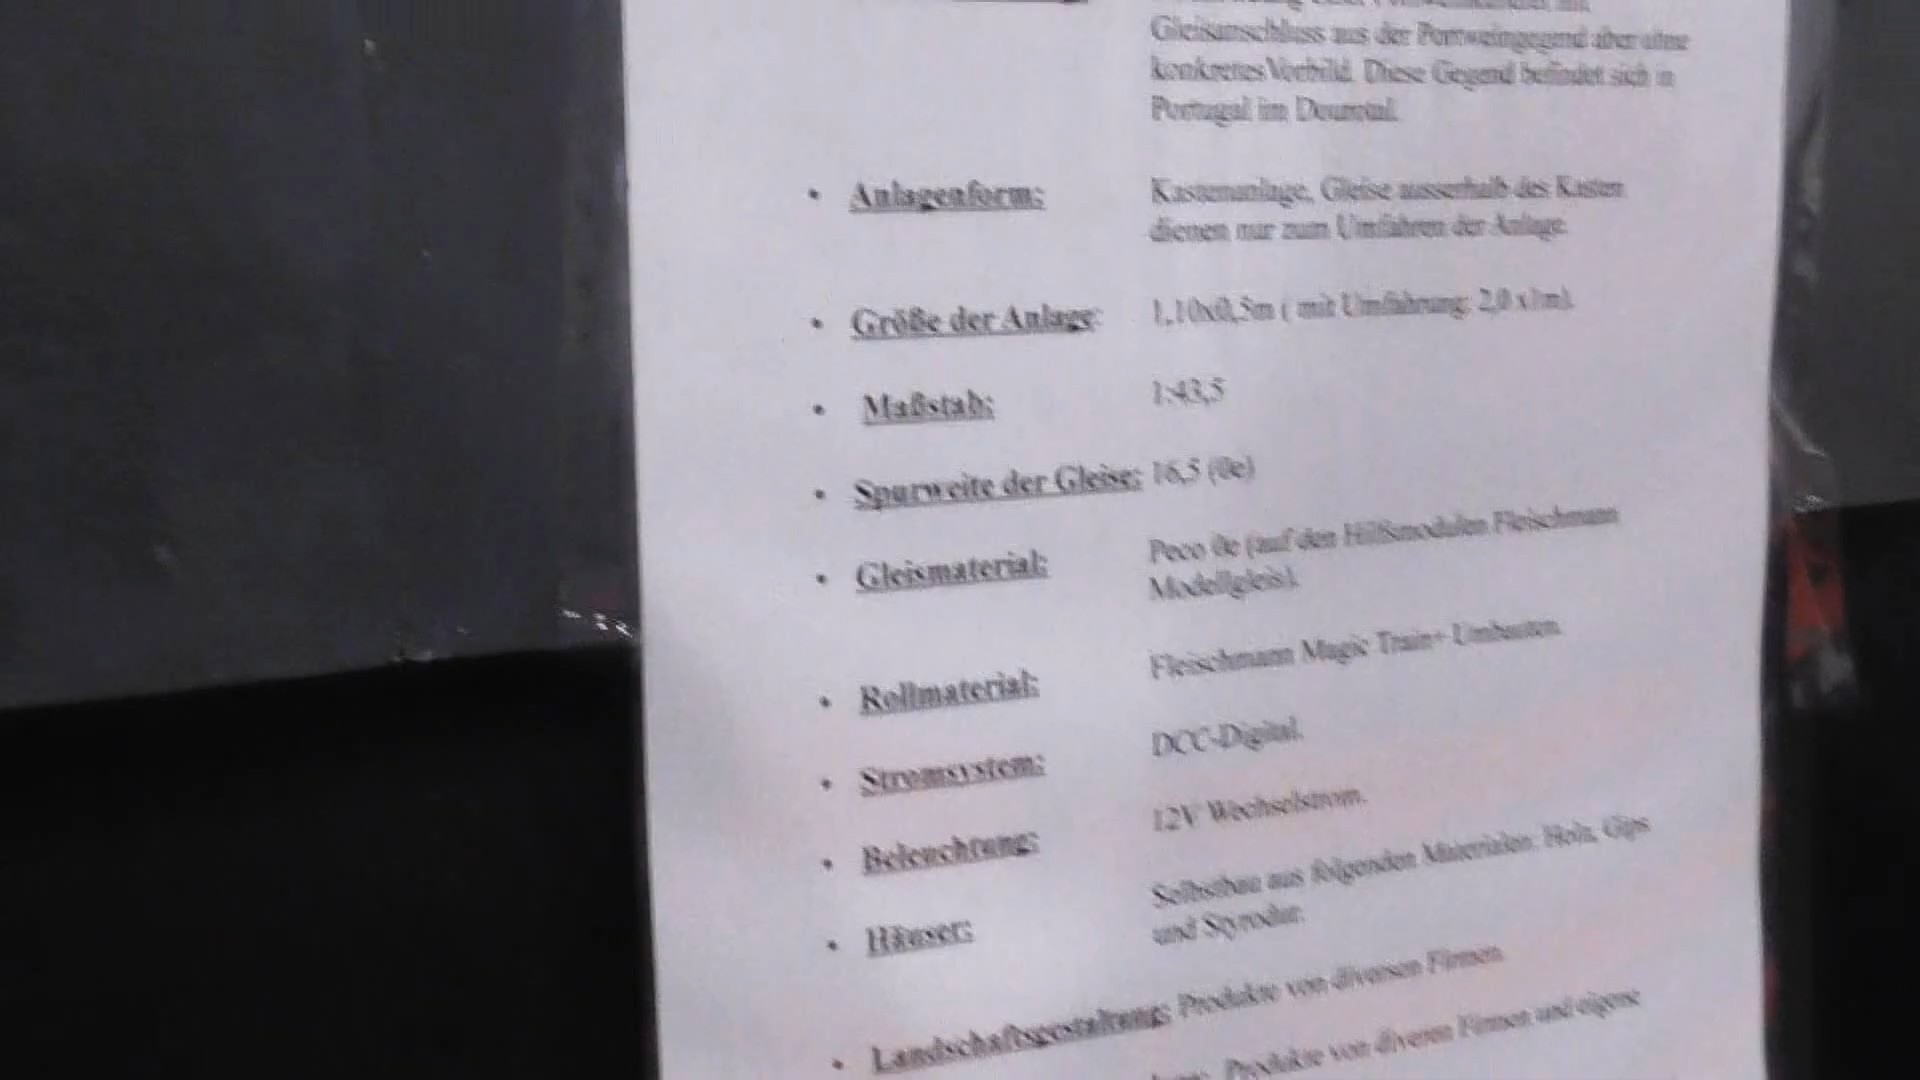 Gleisanschluss aus der Portweingegend aber ohne
konkretes Vorbild. Diese Gegend befindet sich in
Portugal im Dourotal.
• Anlagenform: Kastenanlage, Gleise ausserhalb des Kasten
dienen nur zum Umfahren der Anlage.
• Größe der Anlage: 1,10x0,5m ( mit Umfahrung: 2,0 x1m).
• Maßstab: 1:43,5
• Spurweite der Gleise: 16,5 (0e)
• Gleismaterial: Peco 0e (auf den Hilfsmodulen Fleischmann
Modellgleis).
• Rollmaterial: Fleischmann Magic Train+ Umbauten.
• Stromsystem: DCC-Digital.
• Beleuchtung: 12V Wechselstrom.
• Häuser: Selbstbau aus folgenden Materialen: Holz, Gips
und Styrodur.
• Landschaftsgestaltung: Produkte von diversen Firmen.
Produkte von diveren Firmen und eigene